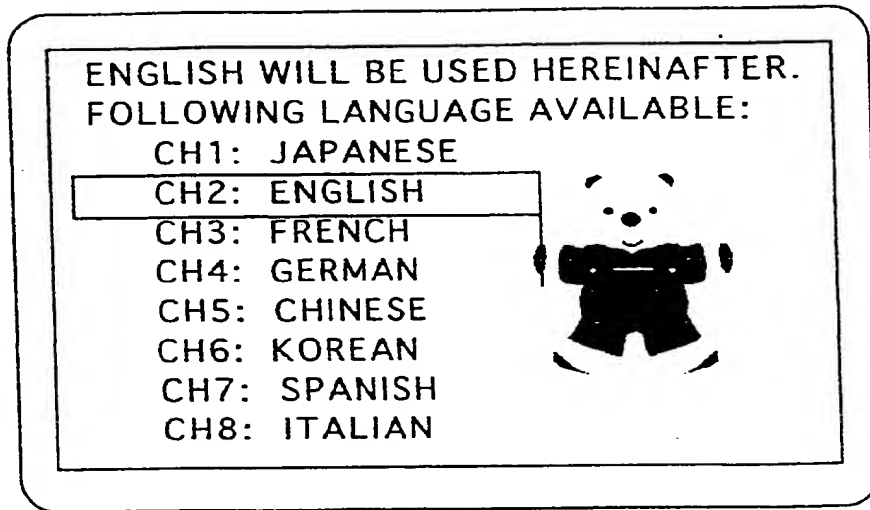 ENGLISH WILL BE USED HEREINAFTER.
FOLLOWING LANGUAGE AVAILABLE:
CH1: JAPANESE
CH2: ENGLISH
CH3: FRENCH
CH4: GERMAN
CH5: CHINESE
CH6: KOREAN
CH7: SPANISH
CH8: ITALIAN